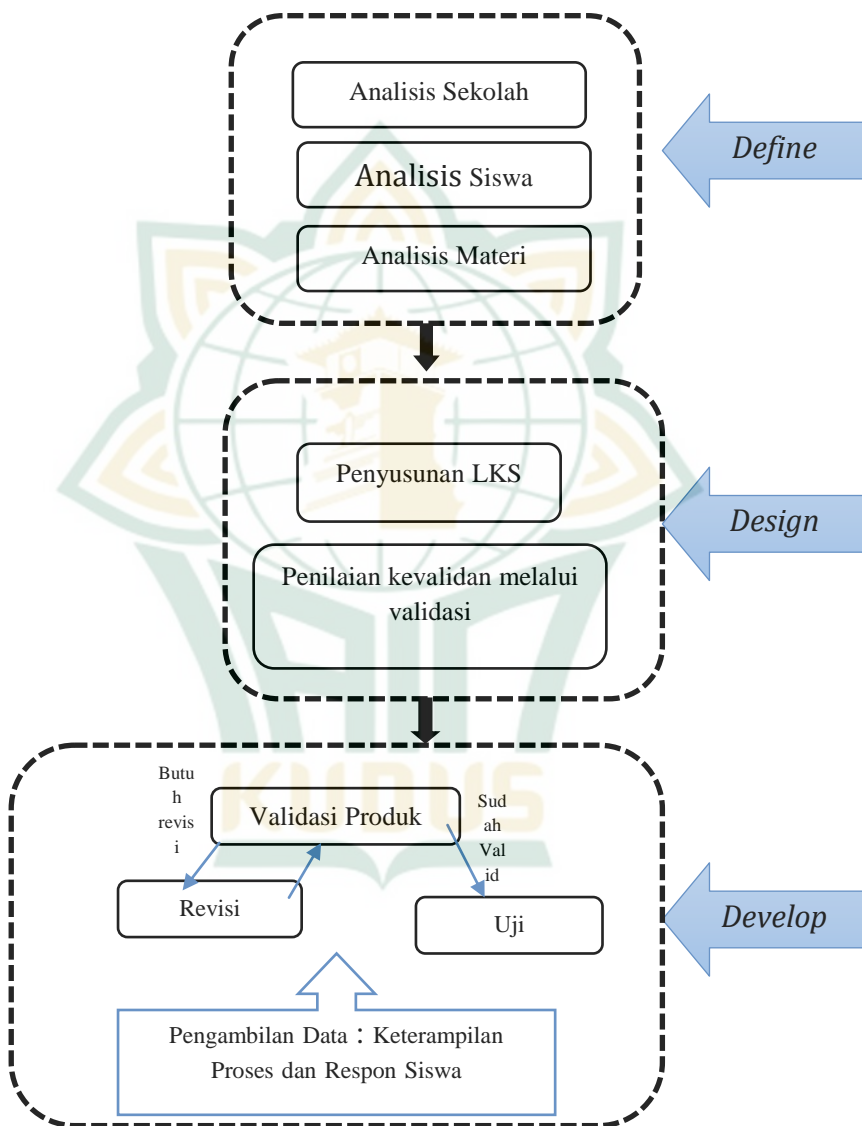 Analisis Sekolah
Define
Analisis Siswa
Analisis Materi
Penyusunan LKS
Design
Penilaian kevalidan melalui
validasi
Butu
h
revis
i
Validasi Produk
Sud
ah
Val
id
Revisi
Uji
Develop
Pengambilan Data : Keterampilan
Proses dan Respon Siswa
KUDUS